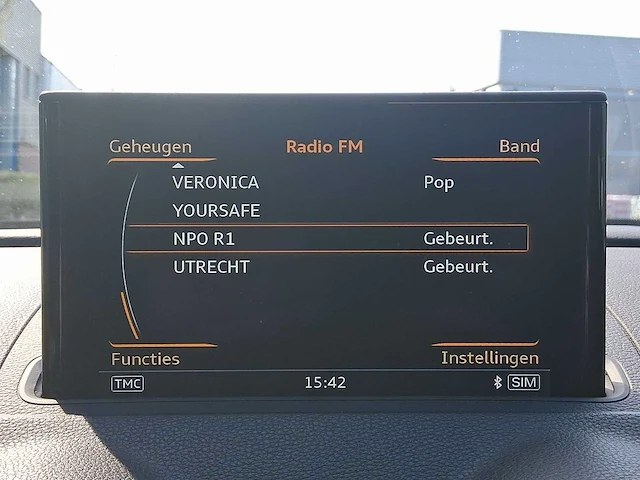 Geheugen Radio FM Band
VERONICA Pop
YOURSAFE
NPO R1 Gebeurt.
UTRECHT Gebeurt.
Functies Instellingen
TMC 15:42 SIM